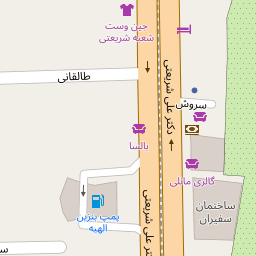 جین وست
شعبه شریعتی
طالقانی
دکتر علی شریعتی
سروش
بالسا
گالری مانلی
ساختمان
سفیران
پمپ بنزین
الهیه
دکتر علی شریعتی